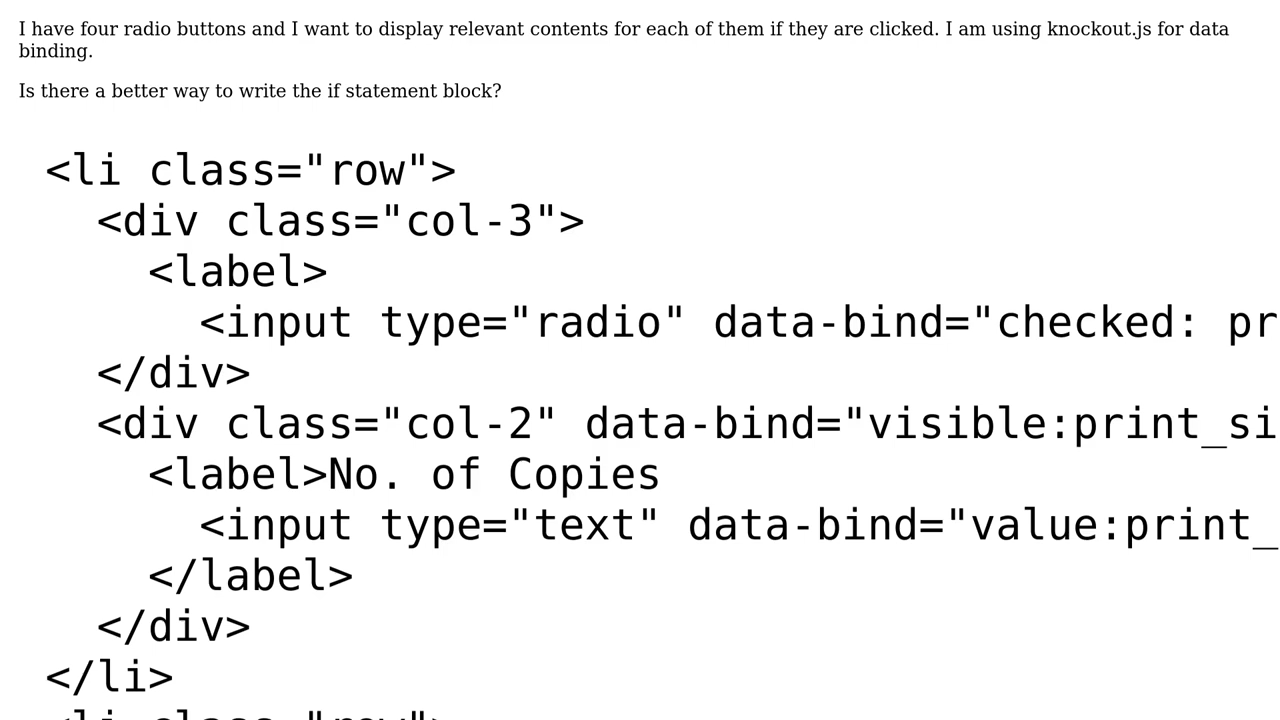 I have four radio buttons and I want to display relevant contents for each of them if they are clicked. I am using knockout.js for data
binding.
Is there a better way to write the if statement block?
<li class="row">
<div class="col-3">
<label>
<input type="radio" data-bind="checked: pr
</div>
<div class="col-2" data-bind="visible:print_si
<label>No. of Copies
<input type="text" data-bind="value:print_
</label>
</div>
</li>
<li class="row">